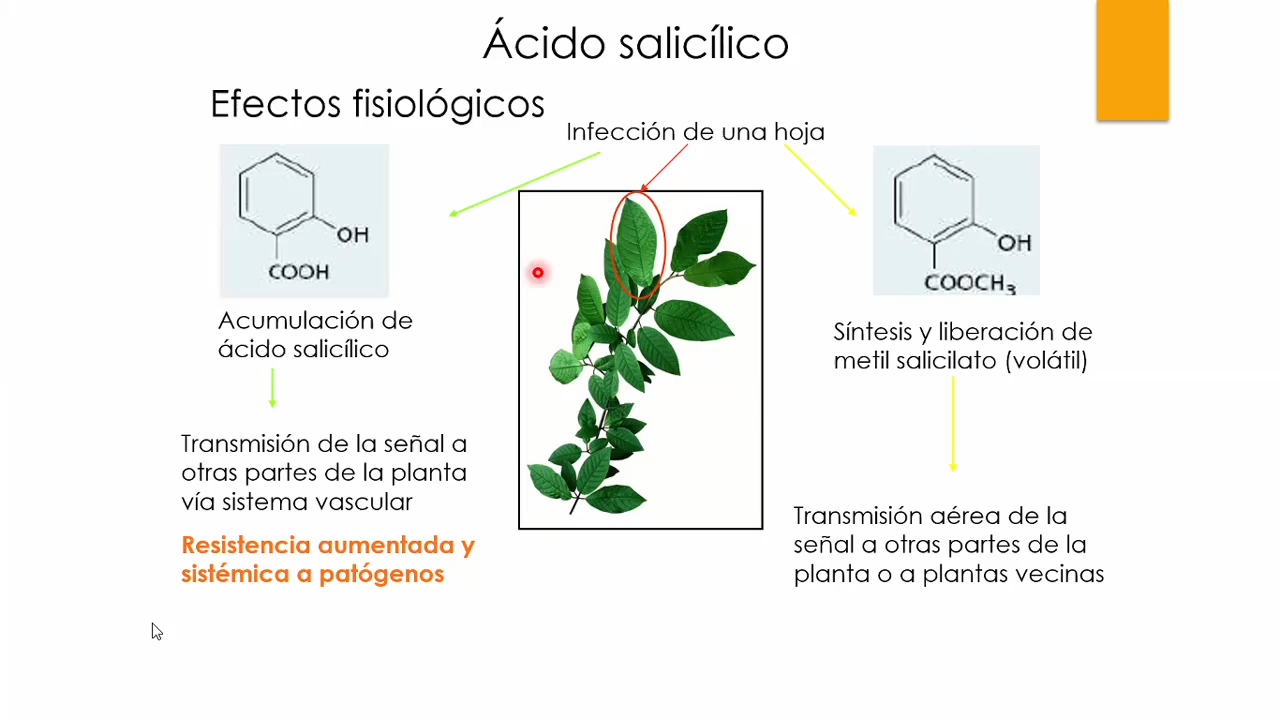 Ácido salicílico
Efectos fisiológicos
Infección de una hoja
OH
COOH
Acumulación de
ácido salicílico
Transmisión de la señal a
otras partes de la planta
vía sistema vascular
Resistencia aumentada y
sistémica a patógenos
OH
COOCH₃
Síntesis y liberación de
metil salicilato (volátil)
Transmisión aérea de la
señal a otras partes de la
planta o a plantas vecinas